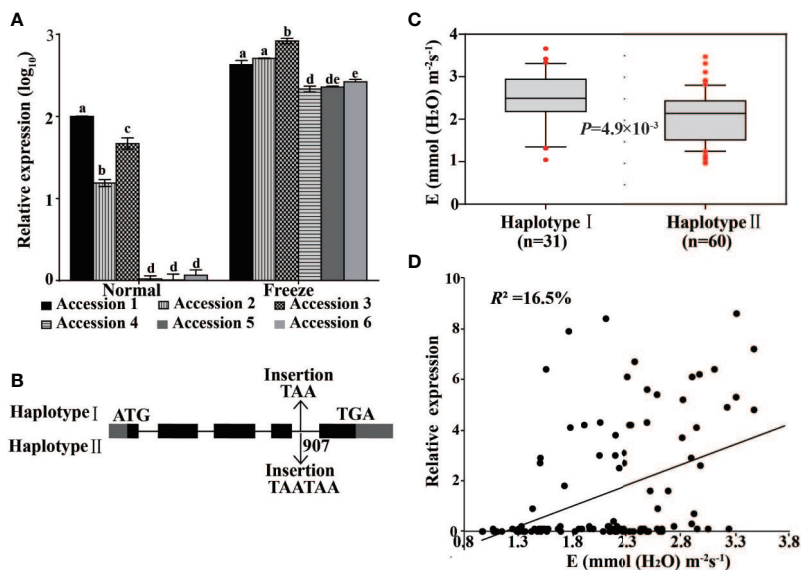 A
Relative expression (log10)
3
2
1
0
a
b
c
d
d
d
a
a
b
d
de
e
Normal
Freeze
Accession 1
Accession 2
Accession 3
Accession 4
Accession 5
Accession 6
B
Insertion
TAA
Haplotype Ⅰ
ATG
TGA
Haplotype Ⅱ
907
Insertion
TAATAA
C
E (mmol (H₂O) m⁻²s⁻¹)
4
3
2
1
0
P=4.9×10⁻³
Haplotype Ⅰ
(n=31)
Haplotype Ⅱ
(n=60)
D
Relative expression
10
8
6
4
2
0
R² =16.5%
0.8
1.3
1.8
2.3
2.8
3.3
3.8
E (mmol (H₂O) m⁻²s⁻¹)